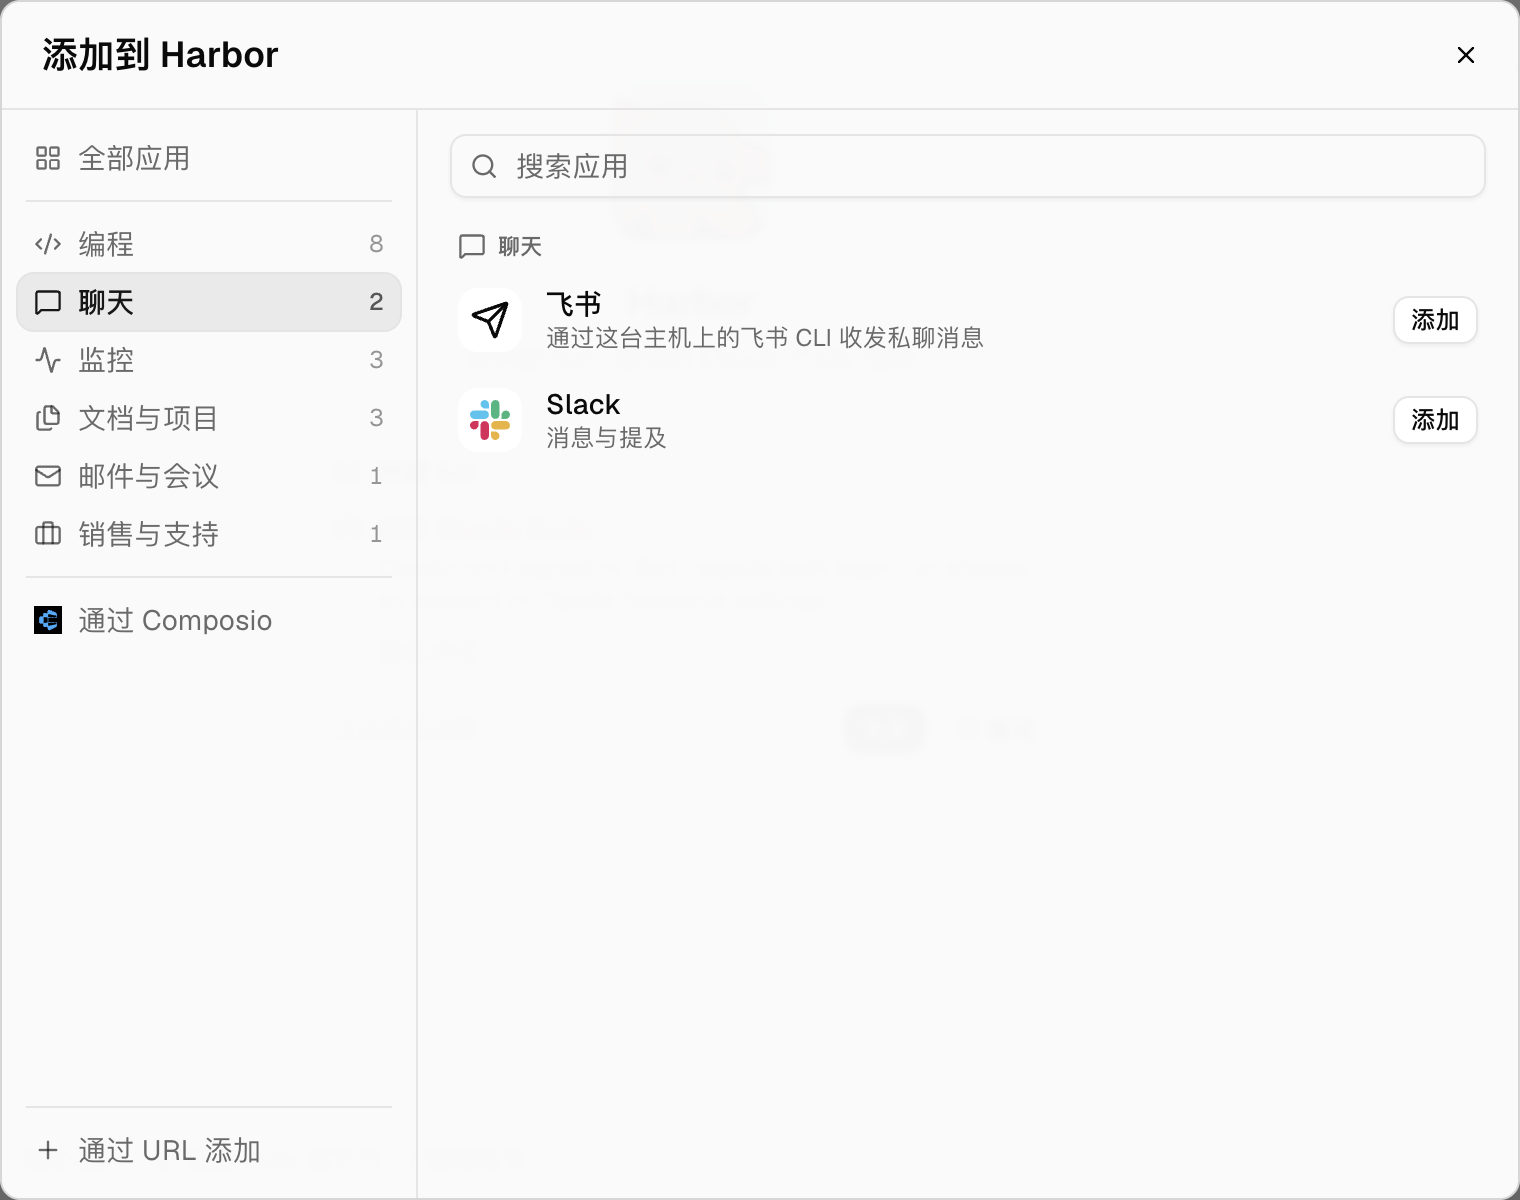 添加到 Harbor
全部应用
编程 8
聊天 2
监控 3
文档与项目 3
邮件与会议 1
销售与支持 1
通过 Composio
通过 URL 添加
搜索应用
聊天
飞书
通过这台主机上的飞书 CLI 收发私聊消息
添加
Slack
消息与提及
添加